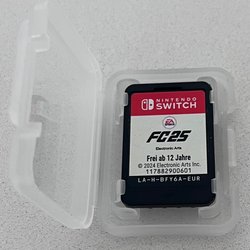 NINTENDO
SWITCH
EA
FC25
Electronic Arts
Frei ab 12 Jahre
© 2024 Electronic Arts Inc.
117882900601
LA-H-BFY6A-EUR